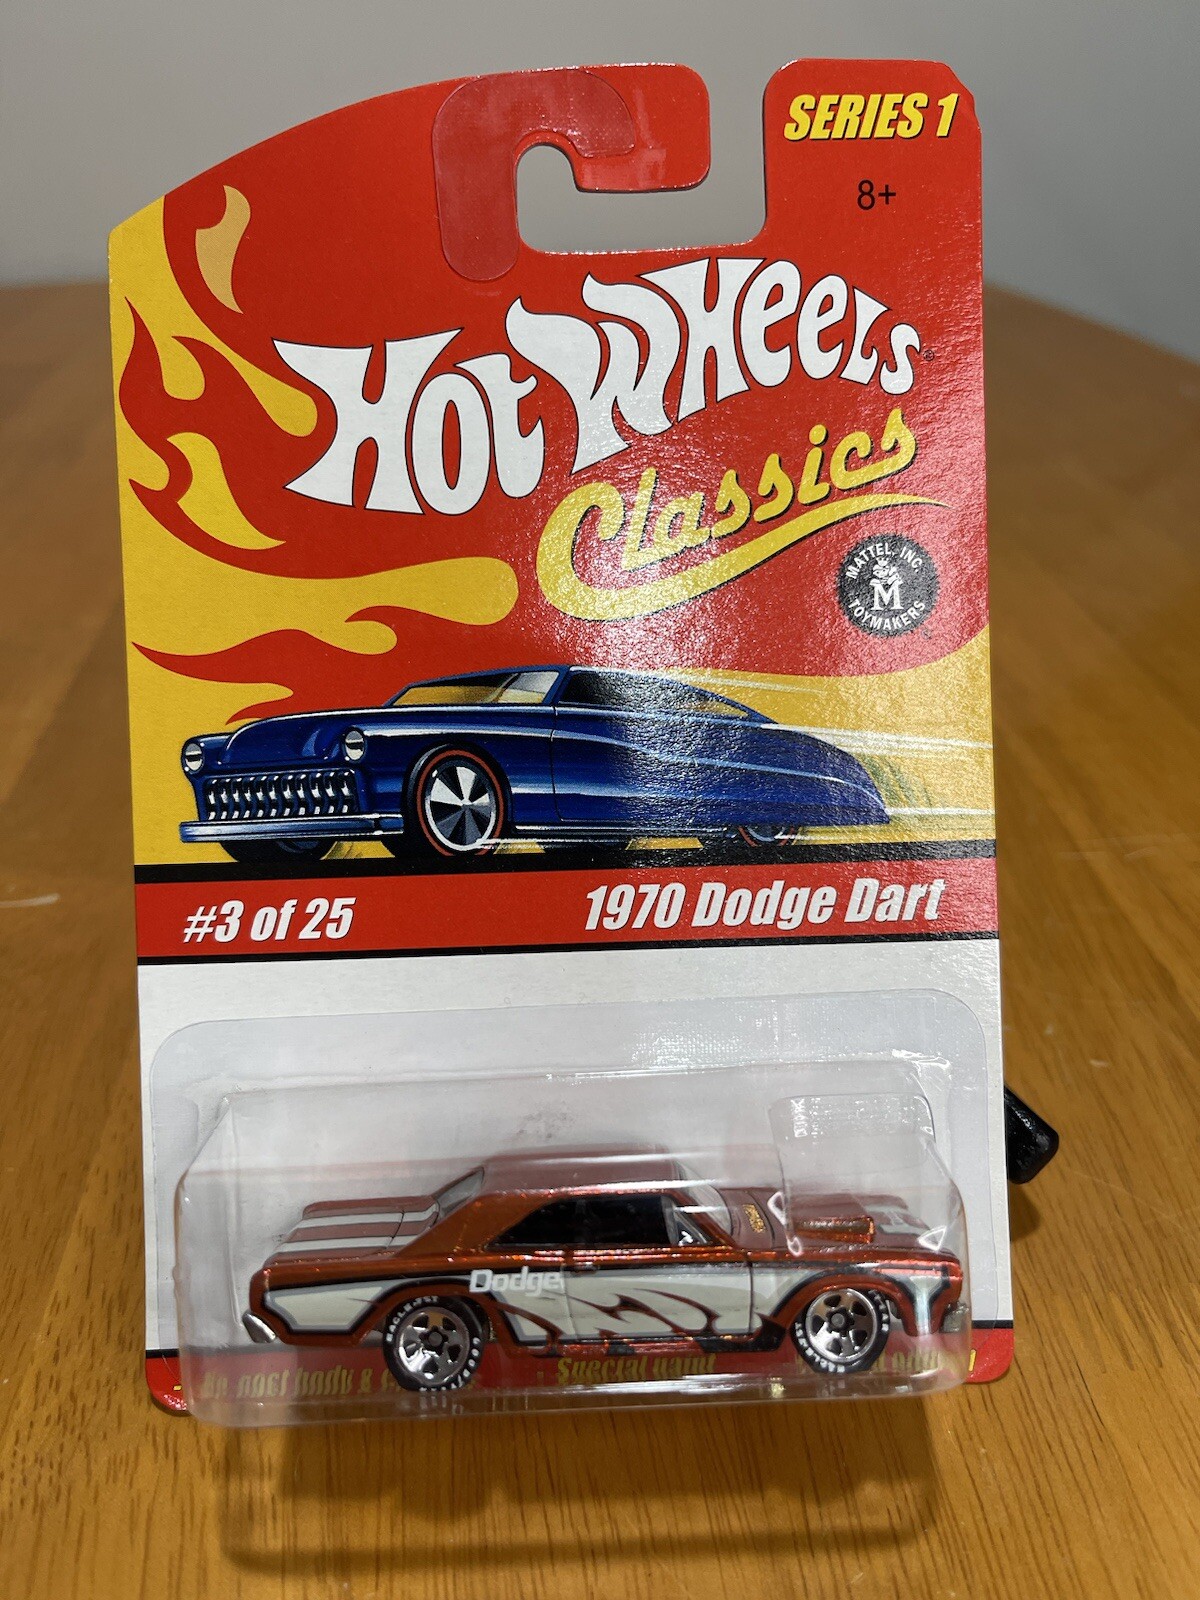 SERIES 1
8+
Hot Wheels®
Classics
MATTEL, INC.
M
TOYMAKERS
#3 of 25
1970 Dodge Dart
Dodge
Special paint